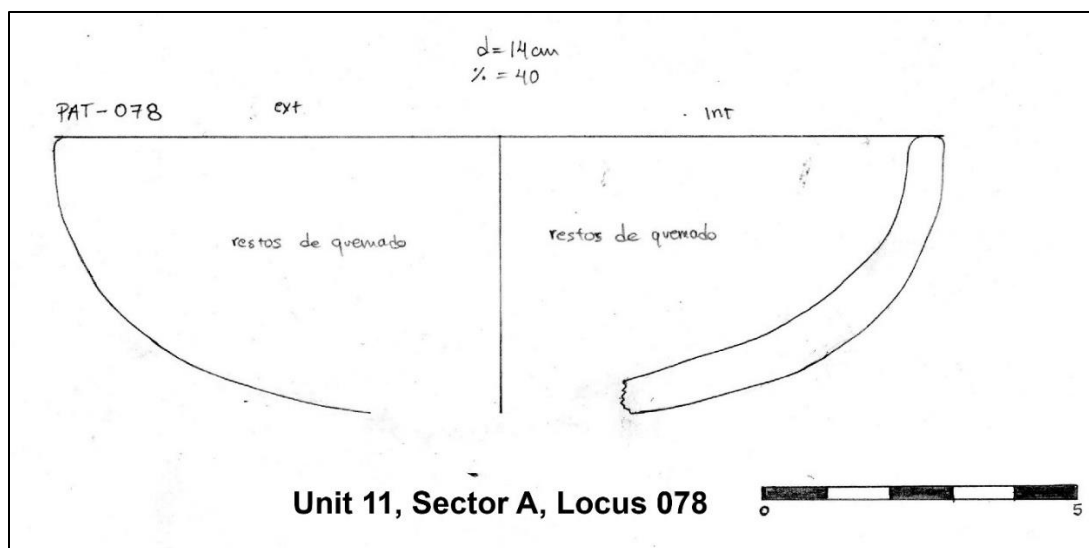 d=14cm
% = 40
PAT-078 ext Int
restos de quemado restos de quemado
Unit 11, Sector A, Locus 078
0 5